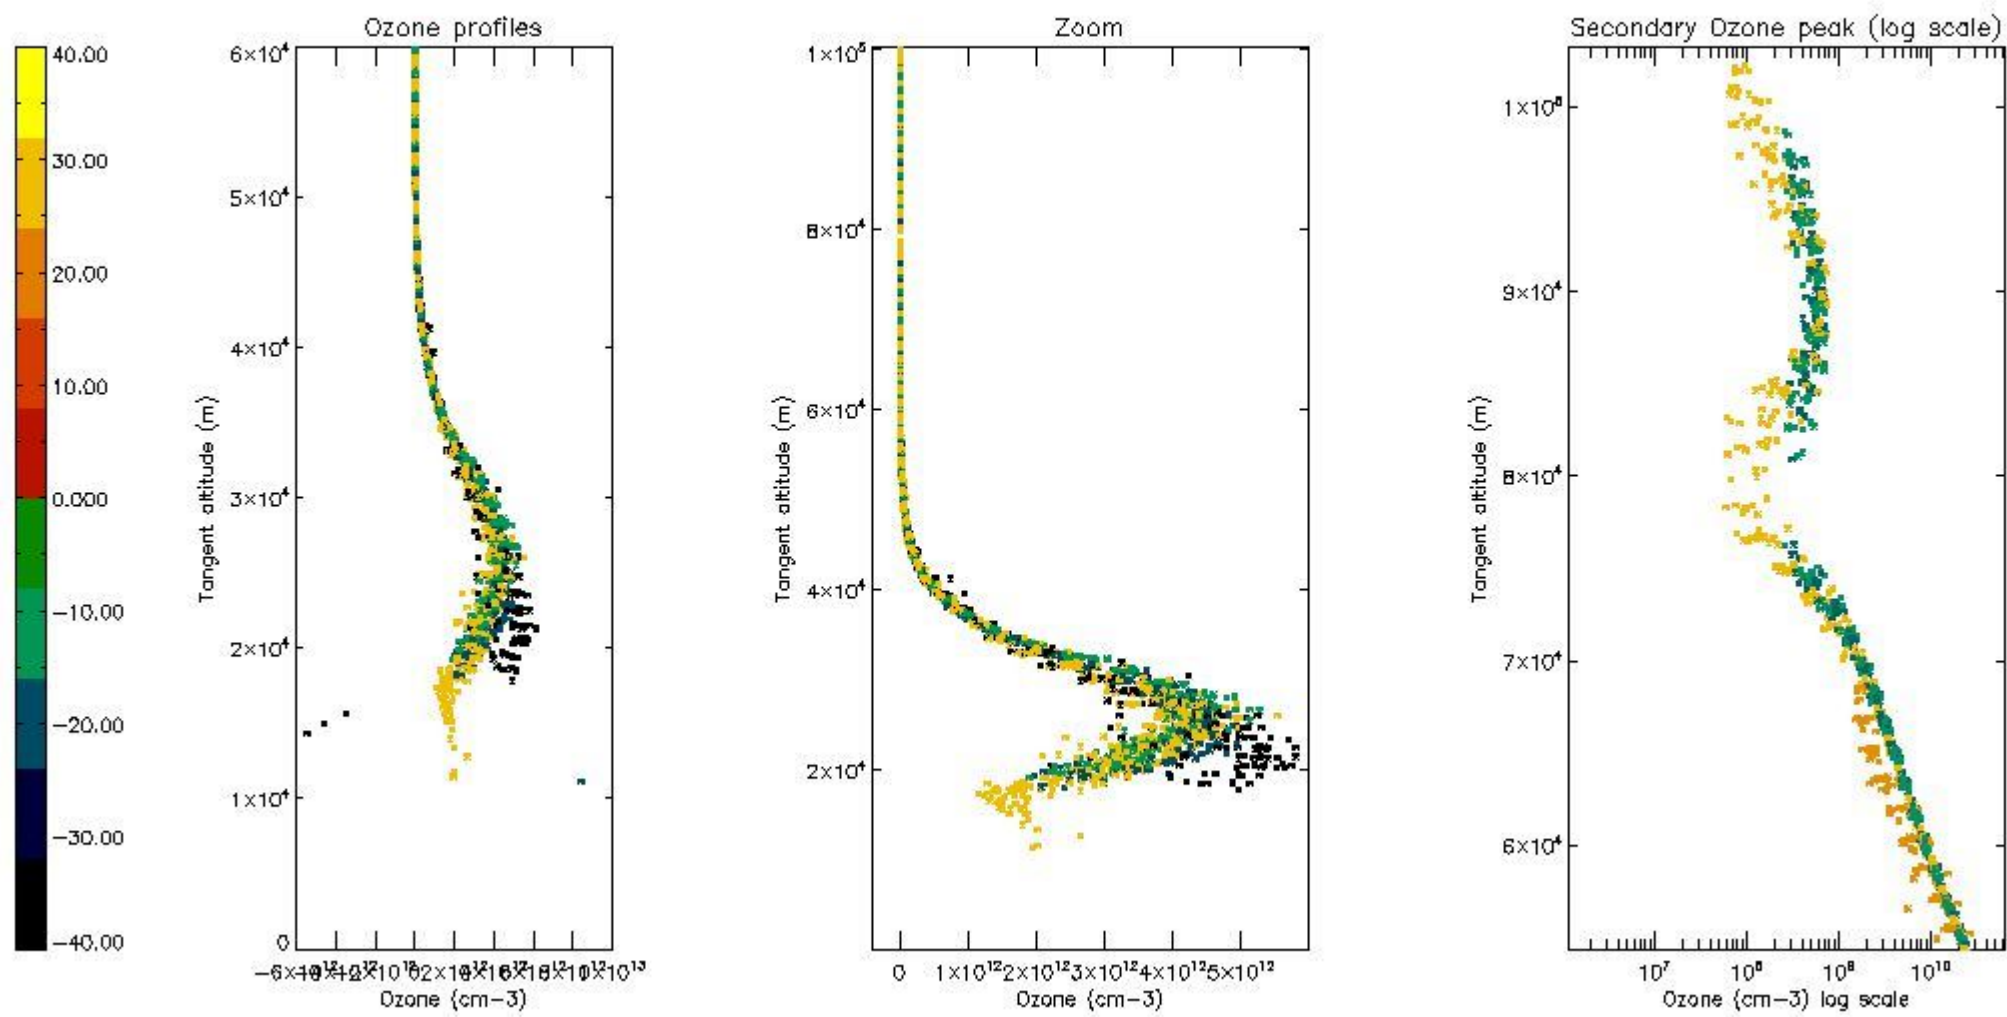 Ozone profiles
Zoom
Secondary Ozone peak (log scale)
40.00
30.00
20.00
10.00
0.000
−10.00
−20.00
−30.00
−40.00
6×10⁴
5×10⁴
4×10⁴
3×10⁴
2×10⁴
1×10⁴
0
Tangent altitude (m)
Ozone (cm−3)
1×10⁵
8×10⁴
6×10⁴
4×10⁴
2×10⁴
Tangent altitude (m)
0 1×10¹² 2×10¹² 3×10¹² 4×10¹² 5×10¹²
Ozone (cm−3)
1×10⁵
9×10⁴
8×10⁴
7×10⁴
6×10⁴
Tangent altitude (m)
10⁷ 10⁸ 10⁹ 10¹⁰
Ozone (cm−3) log scale